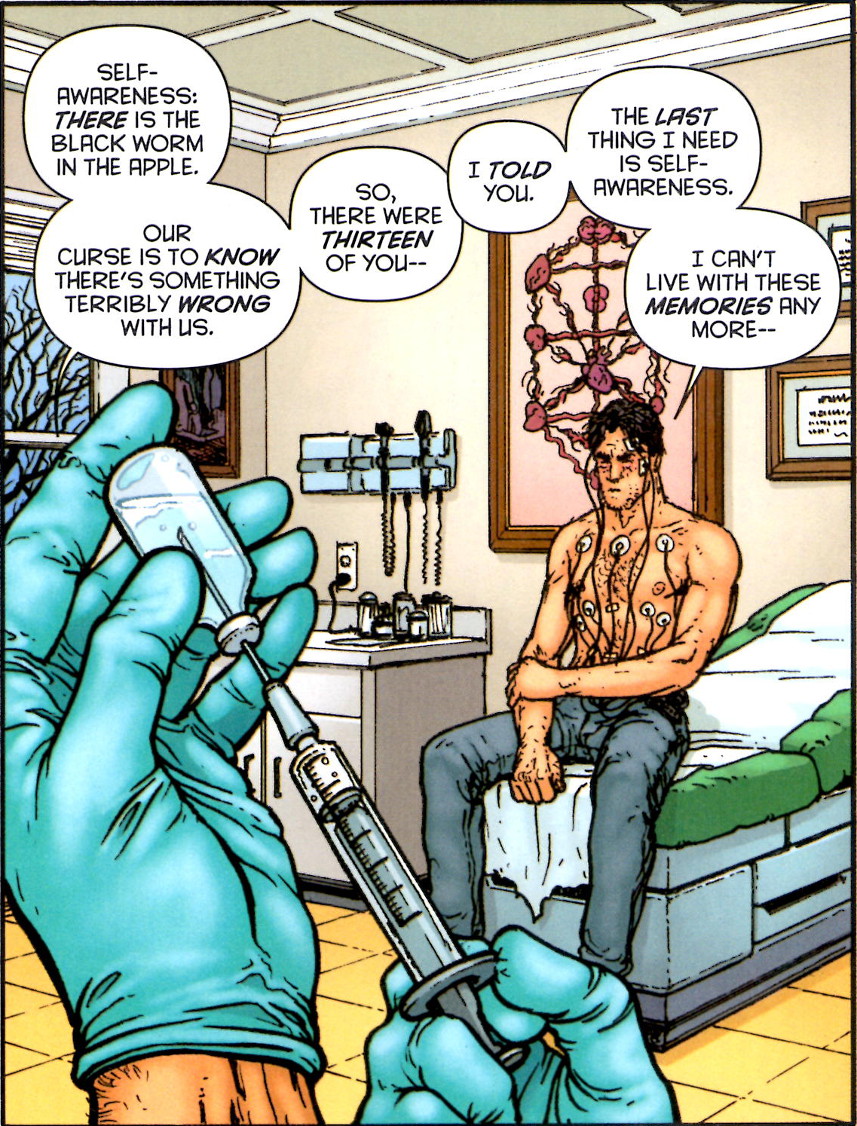 SELF-
AWARENESS:
THERE IS THE
BLACK WORM
IN THE APPLE.
OUR
CURSE IS TO KNOW
THERE'S SOMETHING
TERRIBLY WRONG
WITH US.
SO,
THERE WERE
THIRTEEN
OF YOU--
I TOLD
YOU.
THE LAST
THING I NEED
IS SELF-
AWARENESS.
I CAN'T
LIVE WITH THESE
MEMORIES ANY
MORE--